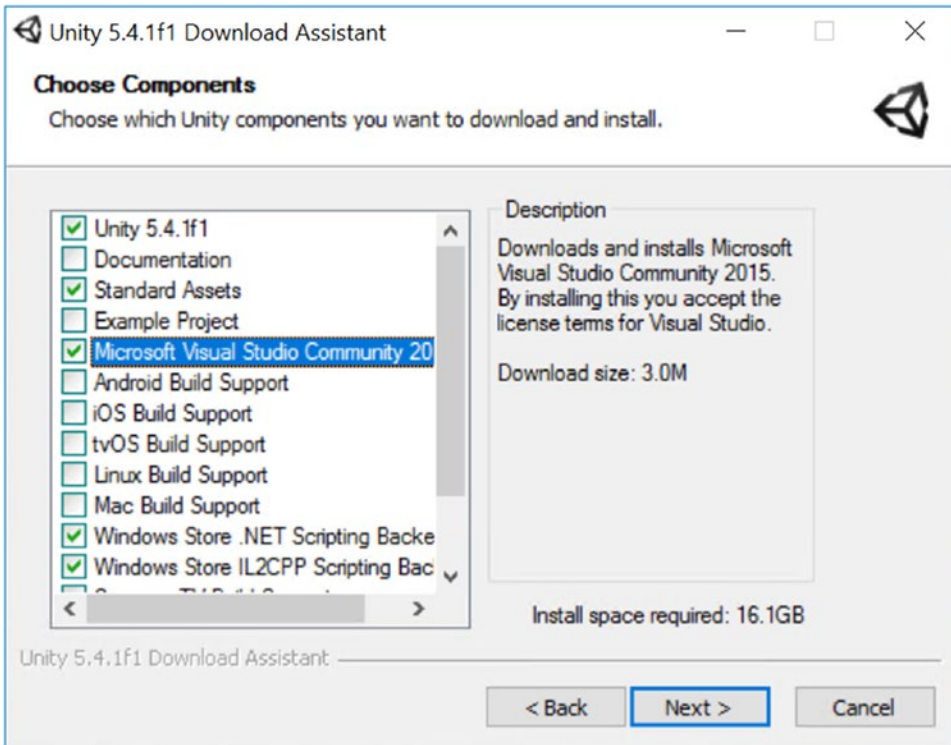 Unity 5.4.1f1 Download Assistant
Choose Components
Choose which Unity components you want to download and install.
Unity 5.4.1f1
Documentation
Standard Assets
Example Project
Microsoft Visual Studio Community 20
Android Build Support
iOS Build Support
tvOS Build Support
Linux Build Support
Mac Build Support
Windows Store .NET Scripting Backe
Windows Store IL2CPP Scripting Bac
Description
Downloads and installs Microsoft
Visual Studio Community 2015.
By installing this you accept the
license terms for Visual Studio.
Download size: 3.0M
Install space required: 16.1GB
Unity 5.4.1f1 Download Assistant
< Back
Next >
Cancel